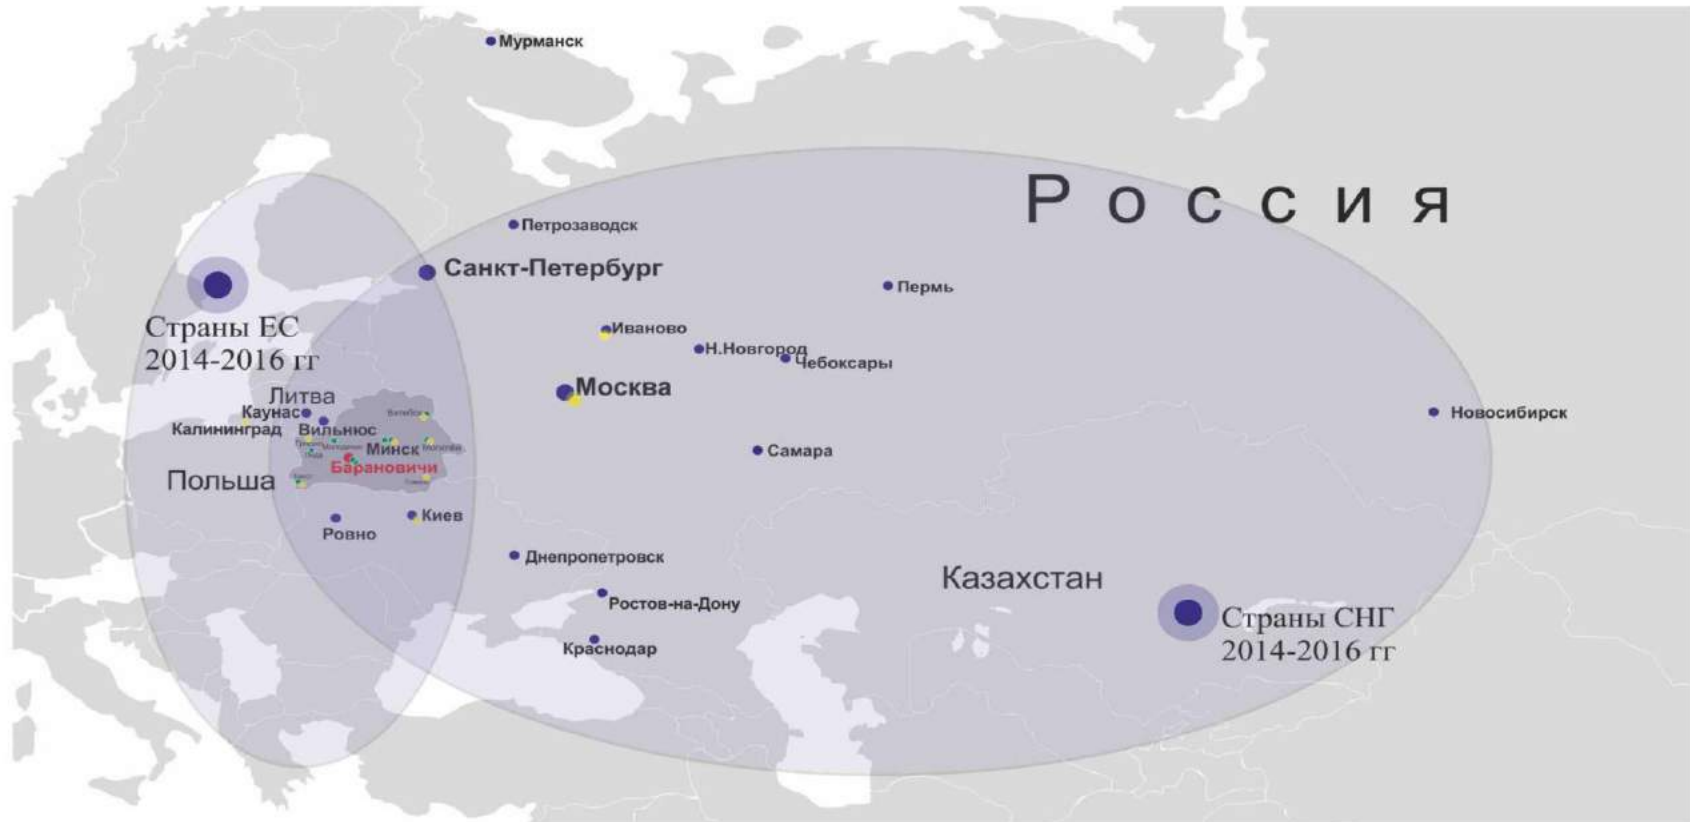 Мурманск
Россия
Петрозаводск
Санкт-Петербург
Пермь
Страны ЕС
2014-2016 гг
Иваново
Н.Новгород
Чебоксары
Москва
Литва
Каунас
Калининград
Вильнюс
Новосибирск
Минск
Самара
Барановичи
Польша
Киев
Ровно
Днепропетровск
Казахстан
Ростов-на-Дону
Страны СНГ
2014-2016 гг
Краснодар